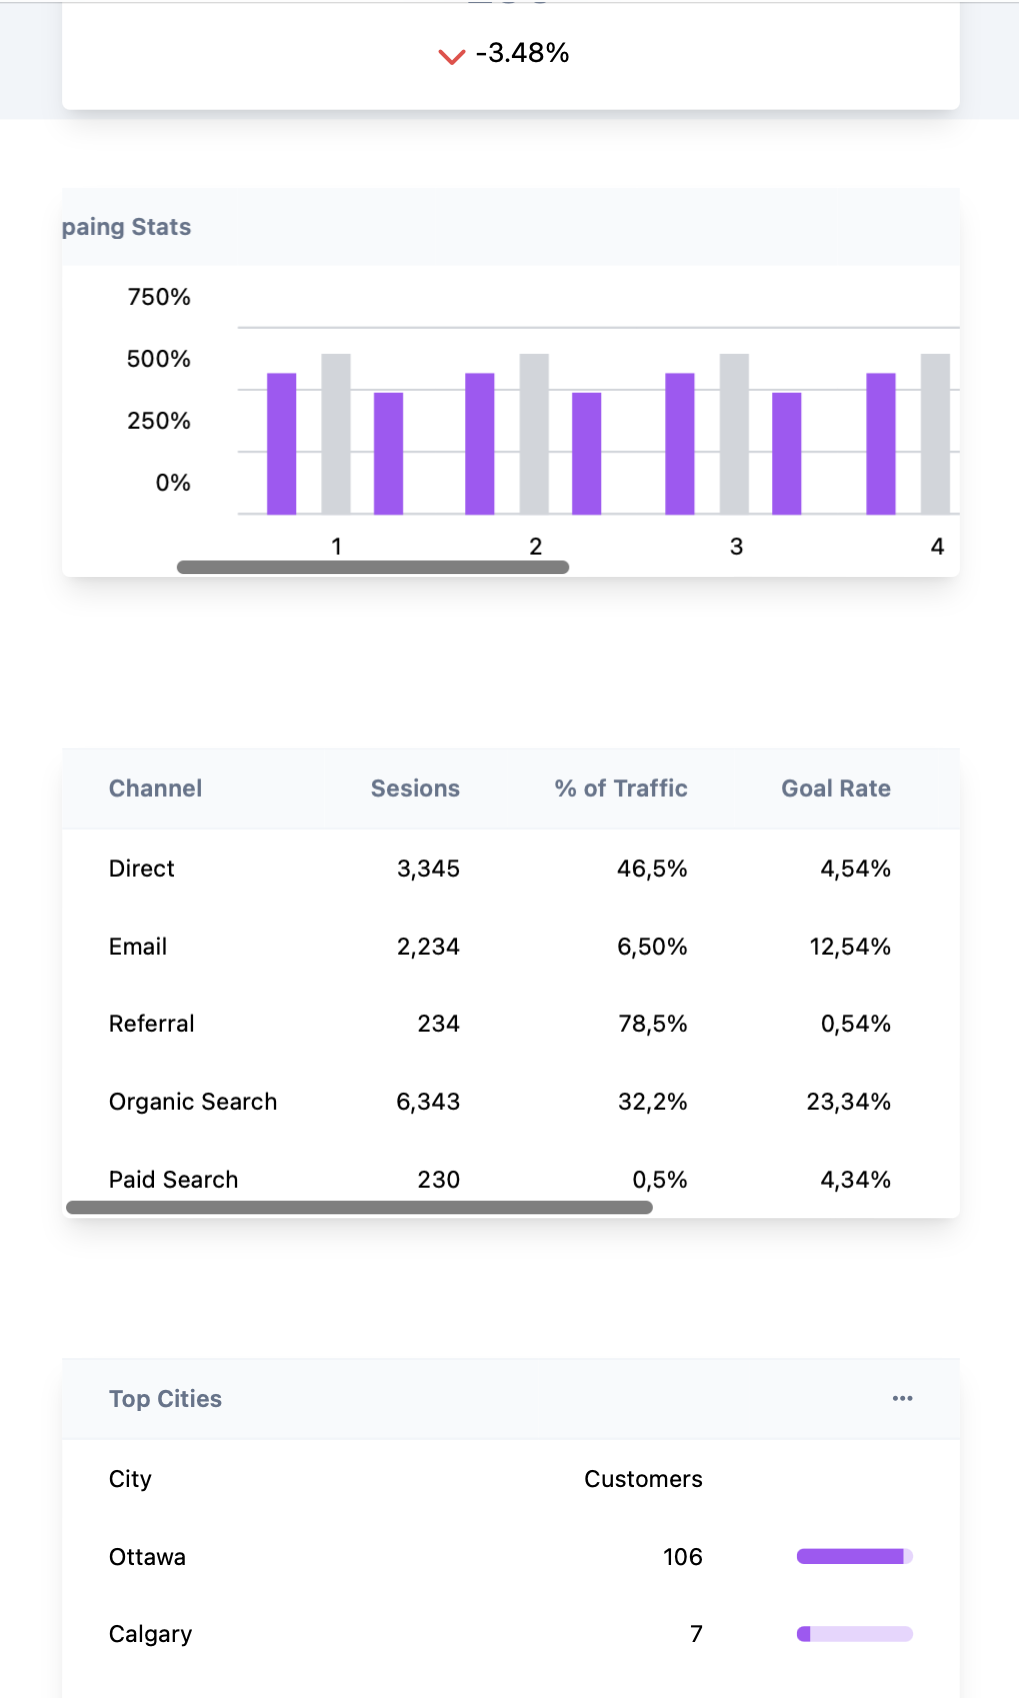 -3.48%
paing Stats
750%
500%
250%
0%
1 2 3 4
Channel Sesions % of Traffic Goal Rate
Direct 3,345 46,5% 4,54%
Email 2,234 6,50% 12,54%
Referral 234 78,5% 0,54%
Organic Search 6,343 32,2% 23,34%
Paid Search 230 0,5% 4,34%
Top Cities ...
City Customers
Ottawa 106
Calgary 7